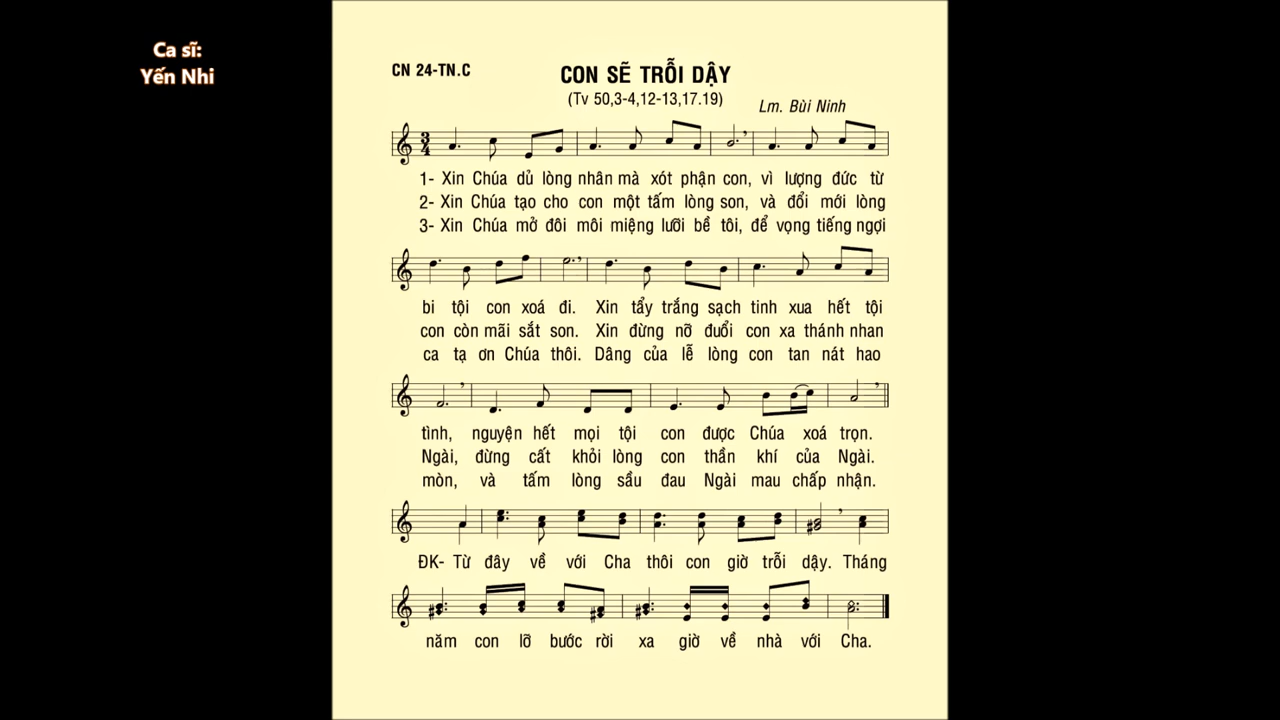 Ca sĩ:
Yến Nhi
CN 24-TN.C
CON SẼ TRỖI DẬY
(Tv 50,3-4,12-13,17.19)
Lm. Bùi Ninh
3
4
1- Xin Chúa dủ lòng nhân mà xót phận con, vì lượng đức từ
2- Xin Chúa tạo cho con một tấm lòng son, và đổi mới lòng
3- Xin Chúa mở đôi môi miệng lưỡi bề tôi, để vọng tiếng ngợi
bi tội con xoá đi. Xin tẩy trắng sạch tinh xua hết tội
con còn mãi sắt son. Xin đừng nỡ đuổi con xa thánh nhan
ca tạ ơn Chúa thôi. Dâng của lễ lòng con tan nát hao
tình, nguyện hết mọi tội con được Chúa xoá trọn.
Ngài, đừng cất khỏi lòng con thần khí của Ngài.
mòn, và tấm lòng sầu đau Ngài mau chấp nhận.
ĐK- Từ đây về với Cha thôi con giờ trỗi dậy. Tháng
năm con lỡ bước rời xa giờ về nhà với Cha.